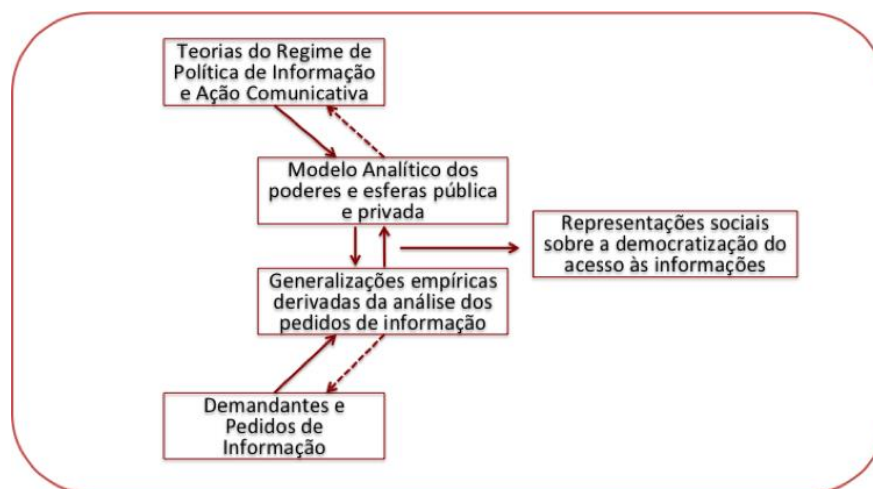 Teorias do Regime de
Política de Informação
e Ação Comunicativa
Modelo Analítico dos
poderes e esferas pública
e privada
Representações sociais
sobre a democratização do
acesso às informações
Generalizações empíricas
derivadas da análise dos
pedidos de informação
Demandantes e
Pedidos de
Informação